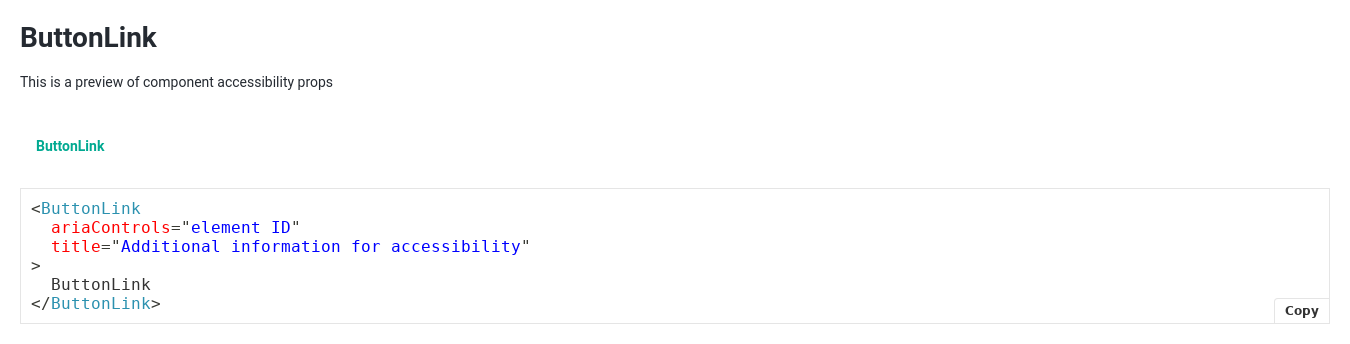 ButtonLink
This is a preview of component accessibility props
ButtonLink
<ButtonLink
  ariaControls="element ID"
  title="Additional information for accessibility"
>
  ButtonLink
</ButtonLink>
Copy